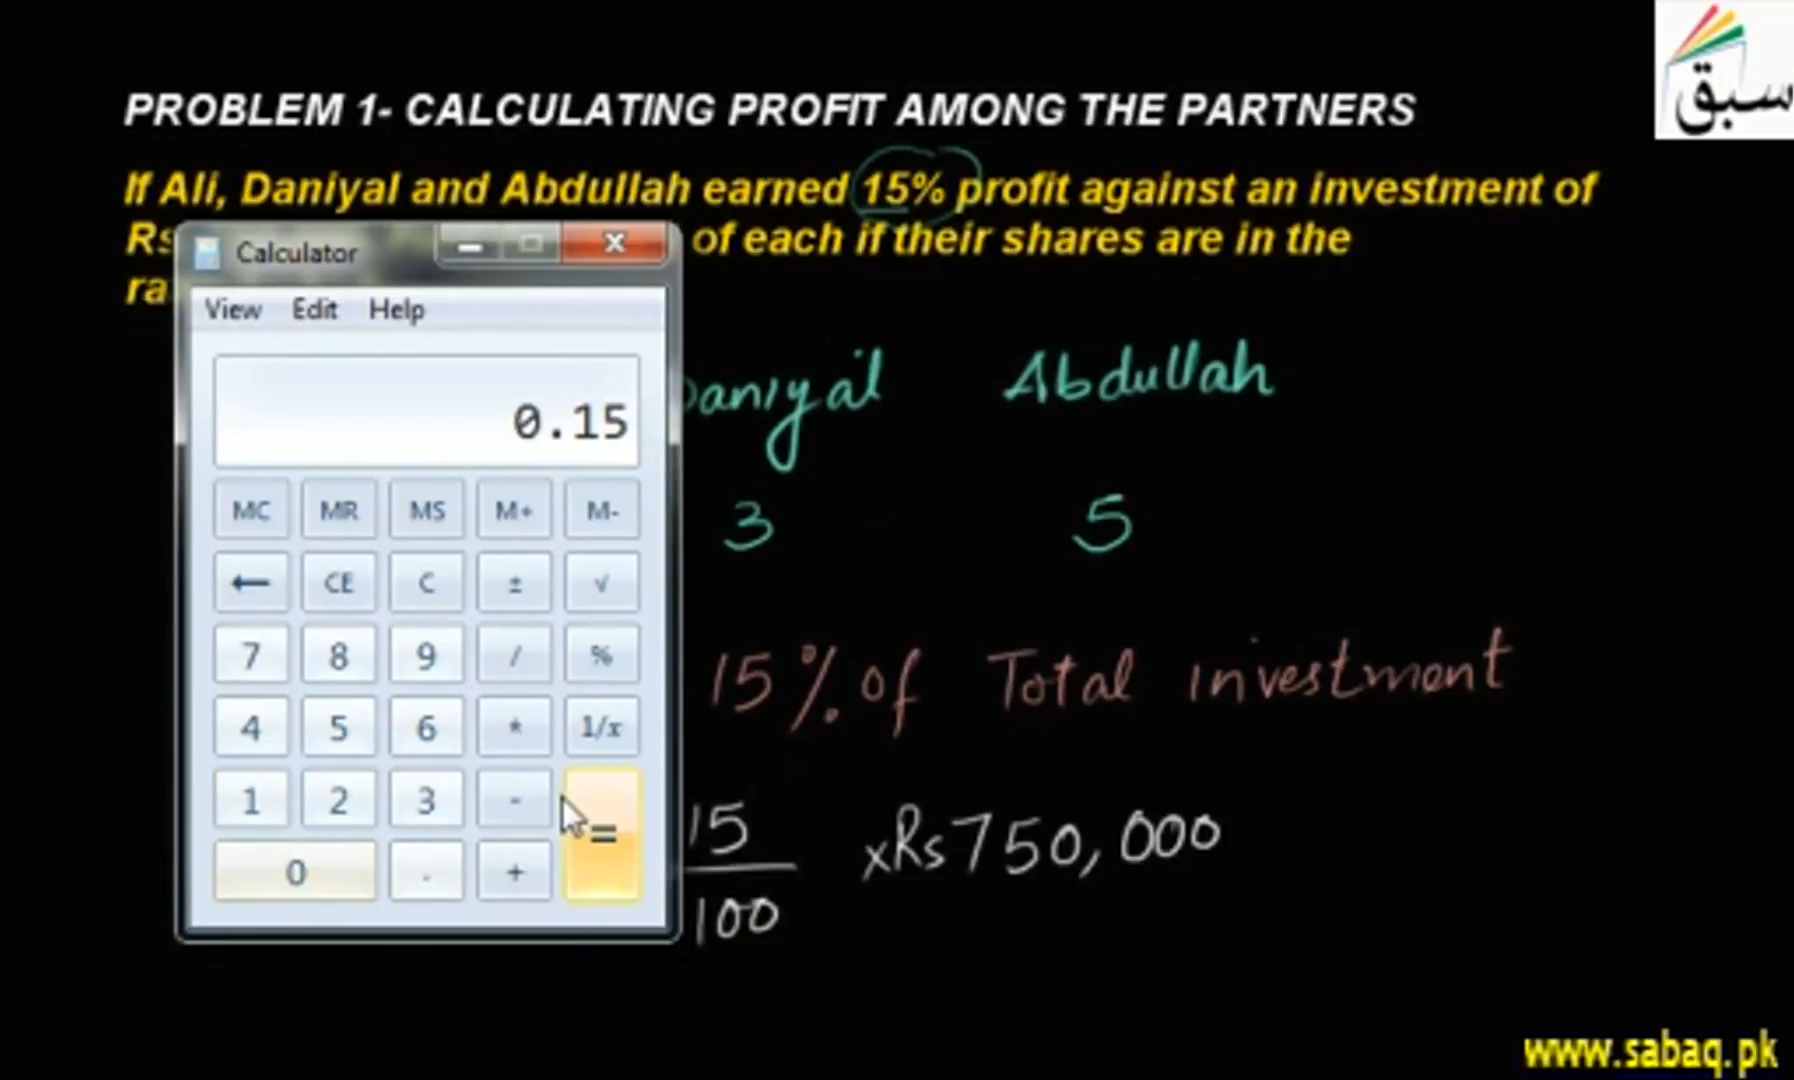 سبق
PROBLEM 1- CALCULATING PROFIT AMONG THE PARTNERS
If Ali, Daniyal and Abdullah earned 15% profit against an investment of
Rs of each if their shares are in the
ra
Calculator
View Edit Help
0.15
MC MR MS M+ M-
← CE C ± √
7 8 9 / %
4 5 6 * 1/x
1 2 3 - =
0 . +
Daniyal Abdullah
3 5
15% of Total investment
15
100
xRs750,000
www.sabaq.pk